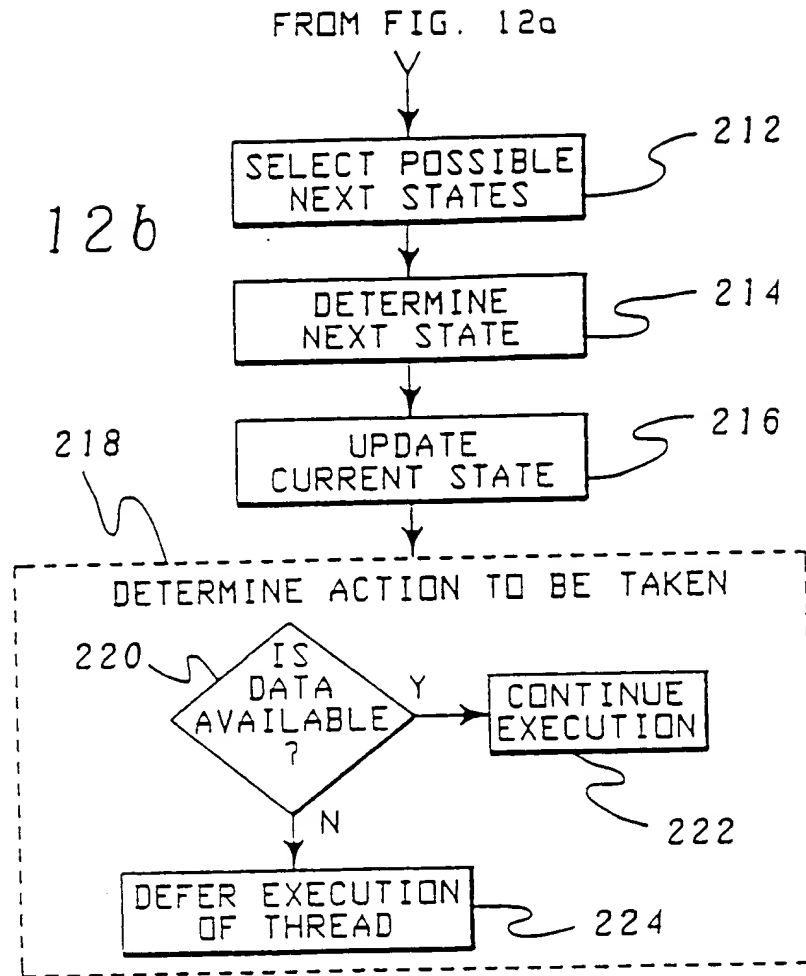 FROM FIG. 12a
212
SELECT POSSIBLE
NEXT STATES
12b
214
DETERMINE
NEXT STATE
216
UPDATE
CURRENT STATE
218
DETERMINE ACTION TO BE TAKEN
220
IS
DATA
AVAILABLE
?
Y
CONTINUE
EXECUTION
222
N
DEFER EXECUTION
OF THREAD
224